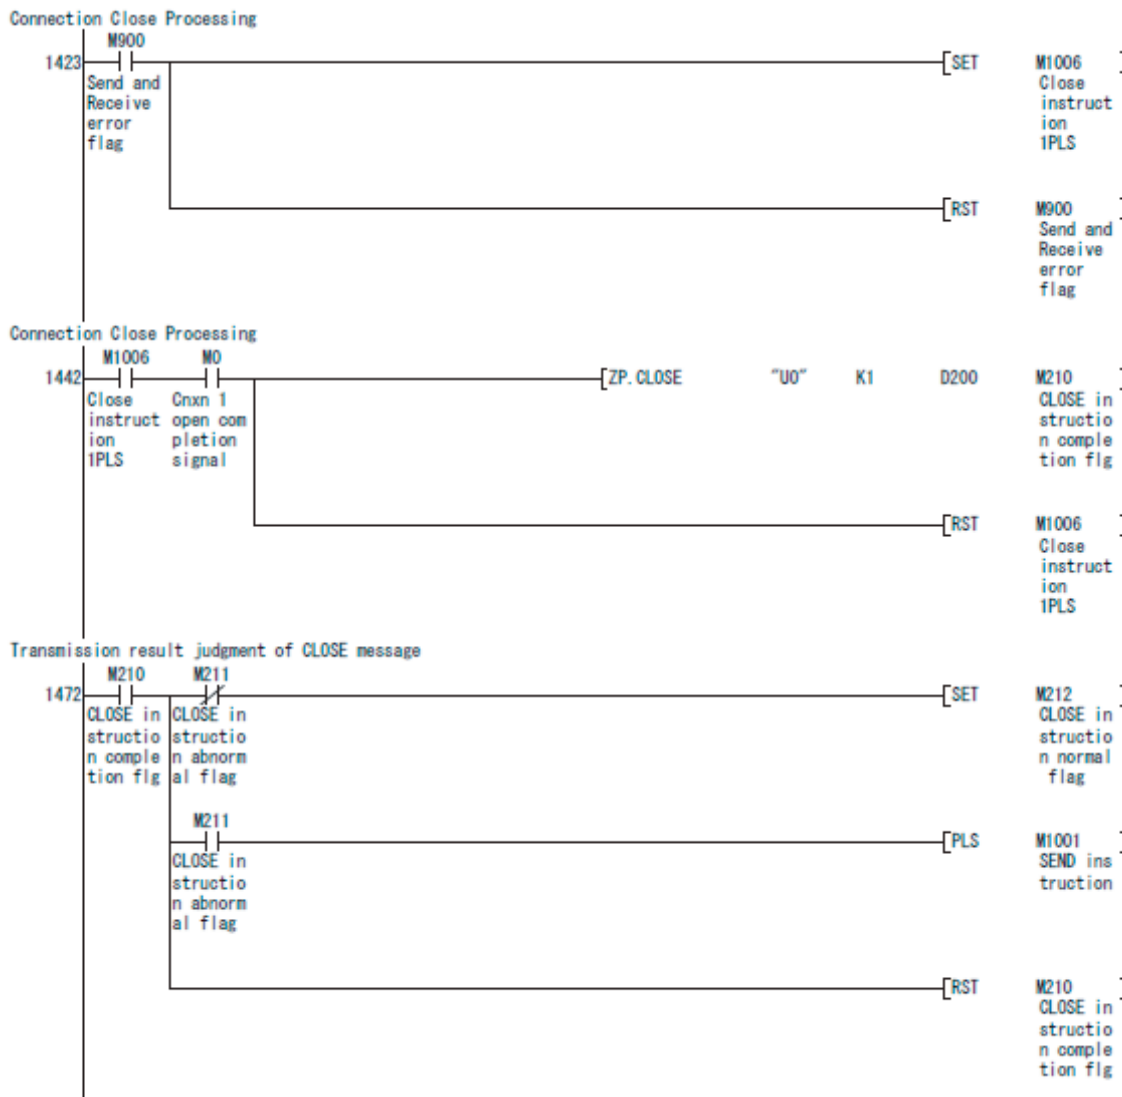 Connection Close Processing
M900
1423 [SET M1006 ]
Send and
Receive
error
flag
Close
instruct
ion
1PLS
[RST M900 ]
Send and
Receive
error
flag
Connection Close Processing
M1006 M0
1442 [ZP.CLOSE "U0" K1 D200 M210 ]
Close
instruct
ion
1PLS
Cnxn 1
open com
pletion
signal
CLOSE in
structio
n comple
tion flg
[RST M1006 ]
Close
instruct
ion
1PLS
Transmission result judgment of CLOSE message
M210 M211
1472 [SET M212 ]
CLOSE in
structio
n comple
tion flg
CLOSE in
structio
n abnorm
al flag
CLOSE in
structio
n normal
flag
M211
[PLS M1001 ]
CLOSE in
structio
n abnorm
al flag
SEND ins
truction
[RST M210 ]
CLOSE in
structio
n comple
tion flg